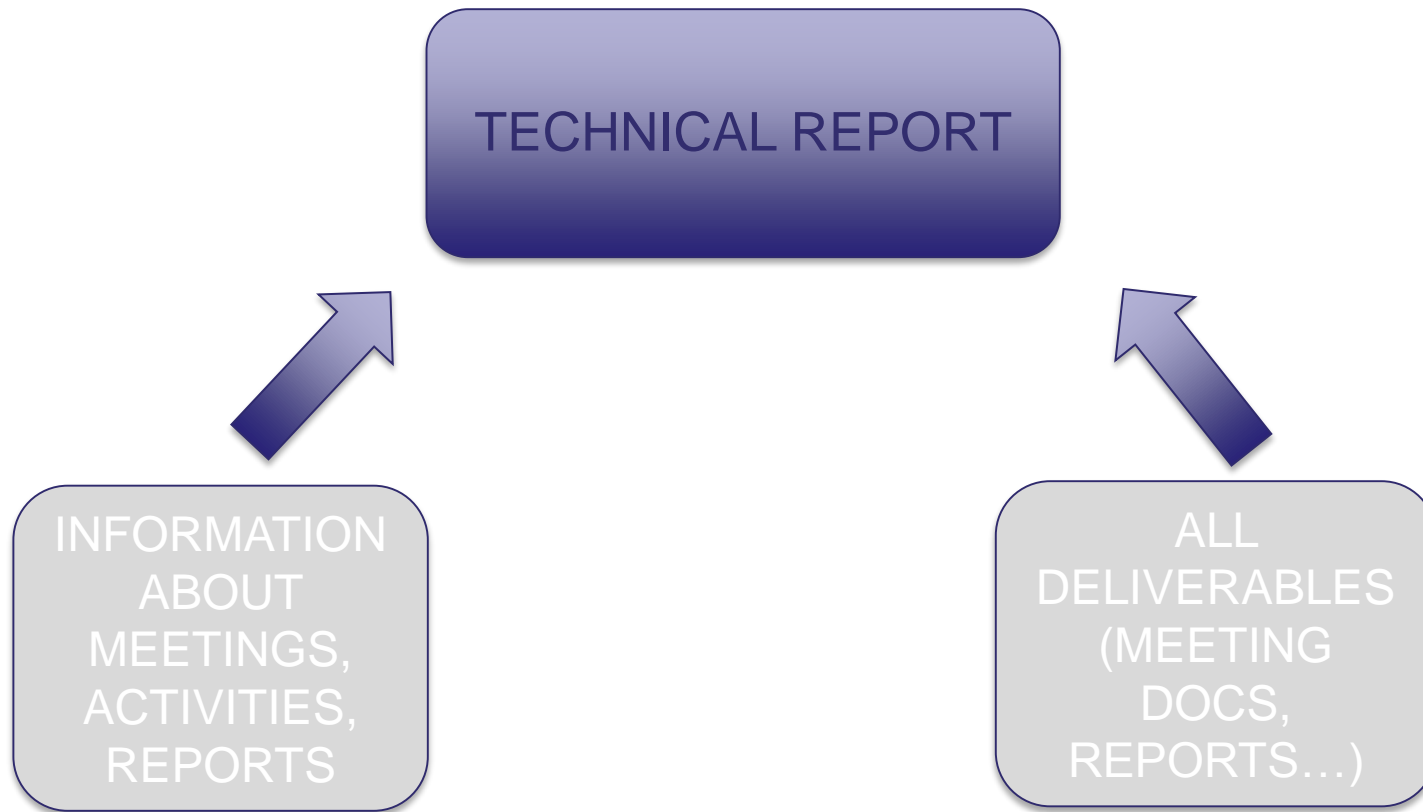 TECHNICAL REPORT
INFORMATION
ABOUT
MEETINGS,
ACTIVITIES,
REPORTS
ALL
DELIVERABLES
(MEETING
DOCS,
REPORTS…)